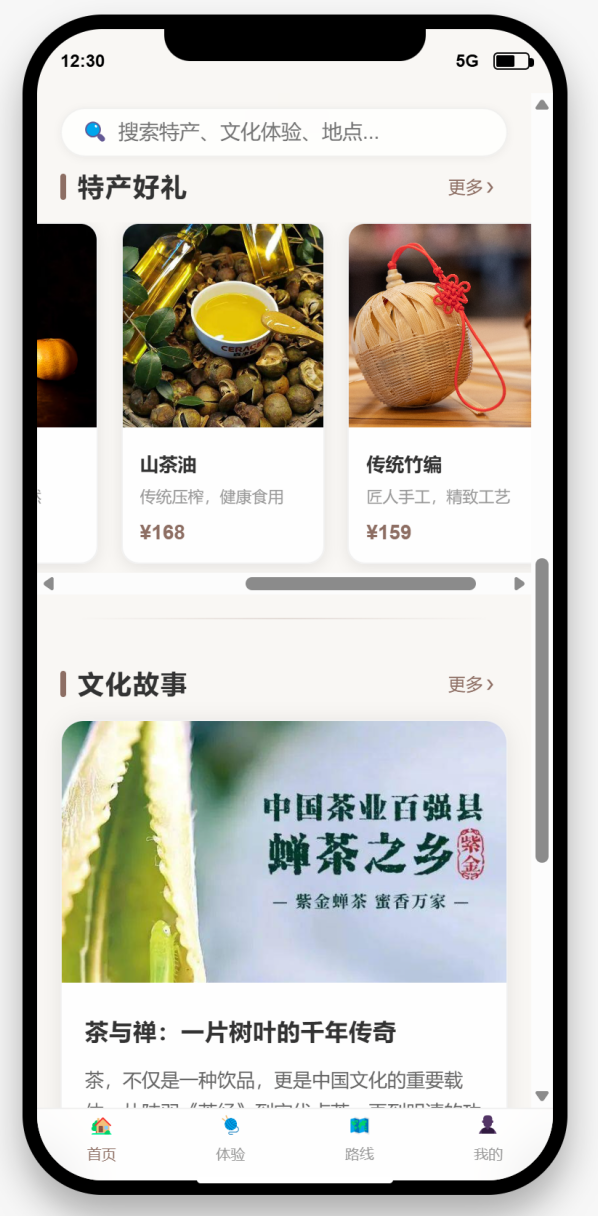 12:30
5G
搜索特产、文化体验、地点...
特产好礼
更多 ›
CERA
山茶油
传统压榨，健康食用
¥168
传统竹编
匠人手工，精致工艺
¥159
文化故事
更多 ›
中国茶业百强县
蝉茶之乡
紫金
— 紫金蝉茶 蜜香万家 —
茶与禅：一片树叶的千年传奇
茶，不仅是一种饮品，更是中国文化的重要载
首页
体验
路线
我的